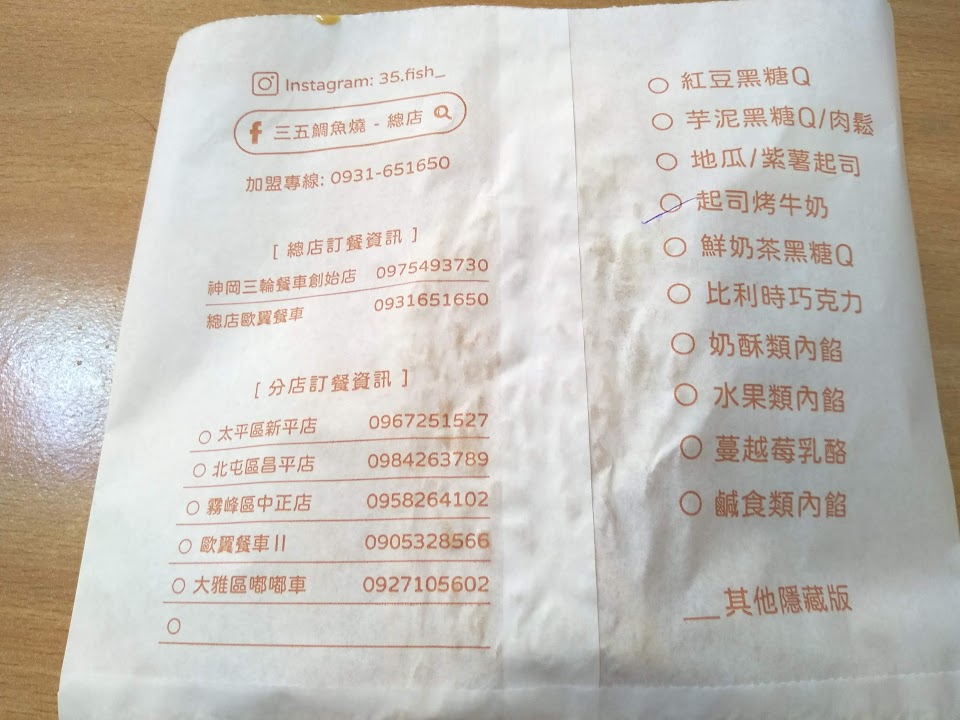 Instagram: 35.fish_
三五鯛魚燒 - 總店
加盟專線: 0931-651650
[ 總店訂餐資訊 ]
神岡三輪餐車創始店 0975493730
總店歐翼餐車 0931651650
[ 分店訂餐資訊 ]
太平區新平店 0967251527
北屯區昌平店 0984263789
霧峰區中正店 0958264102
歐翼餐車II 0905328566
大雅區嘟嘟車 0927105602
紅豆黑糖Q
芋泥黑糖Q/肉鬆
地瓜/紫薯起司
起司烤牛奶
鮮奶茶黑糖Q
比利時巧克力
奶酥類內餡
水果類內餡
蔓越莓乳酪
鹹食類內餡
__其他隱藏版